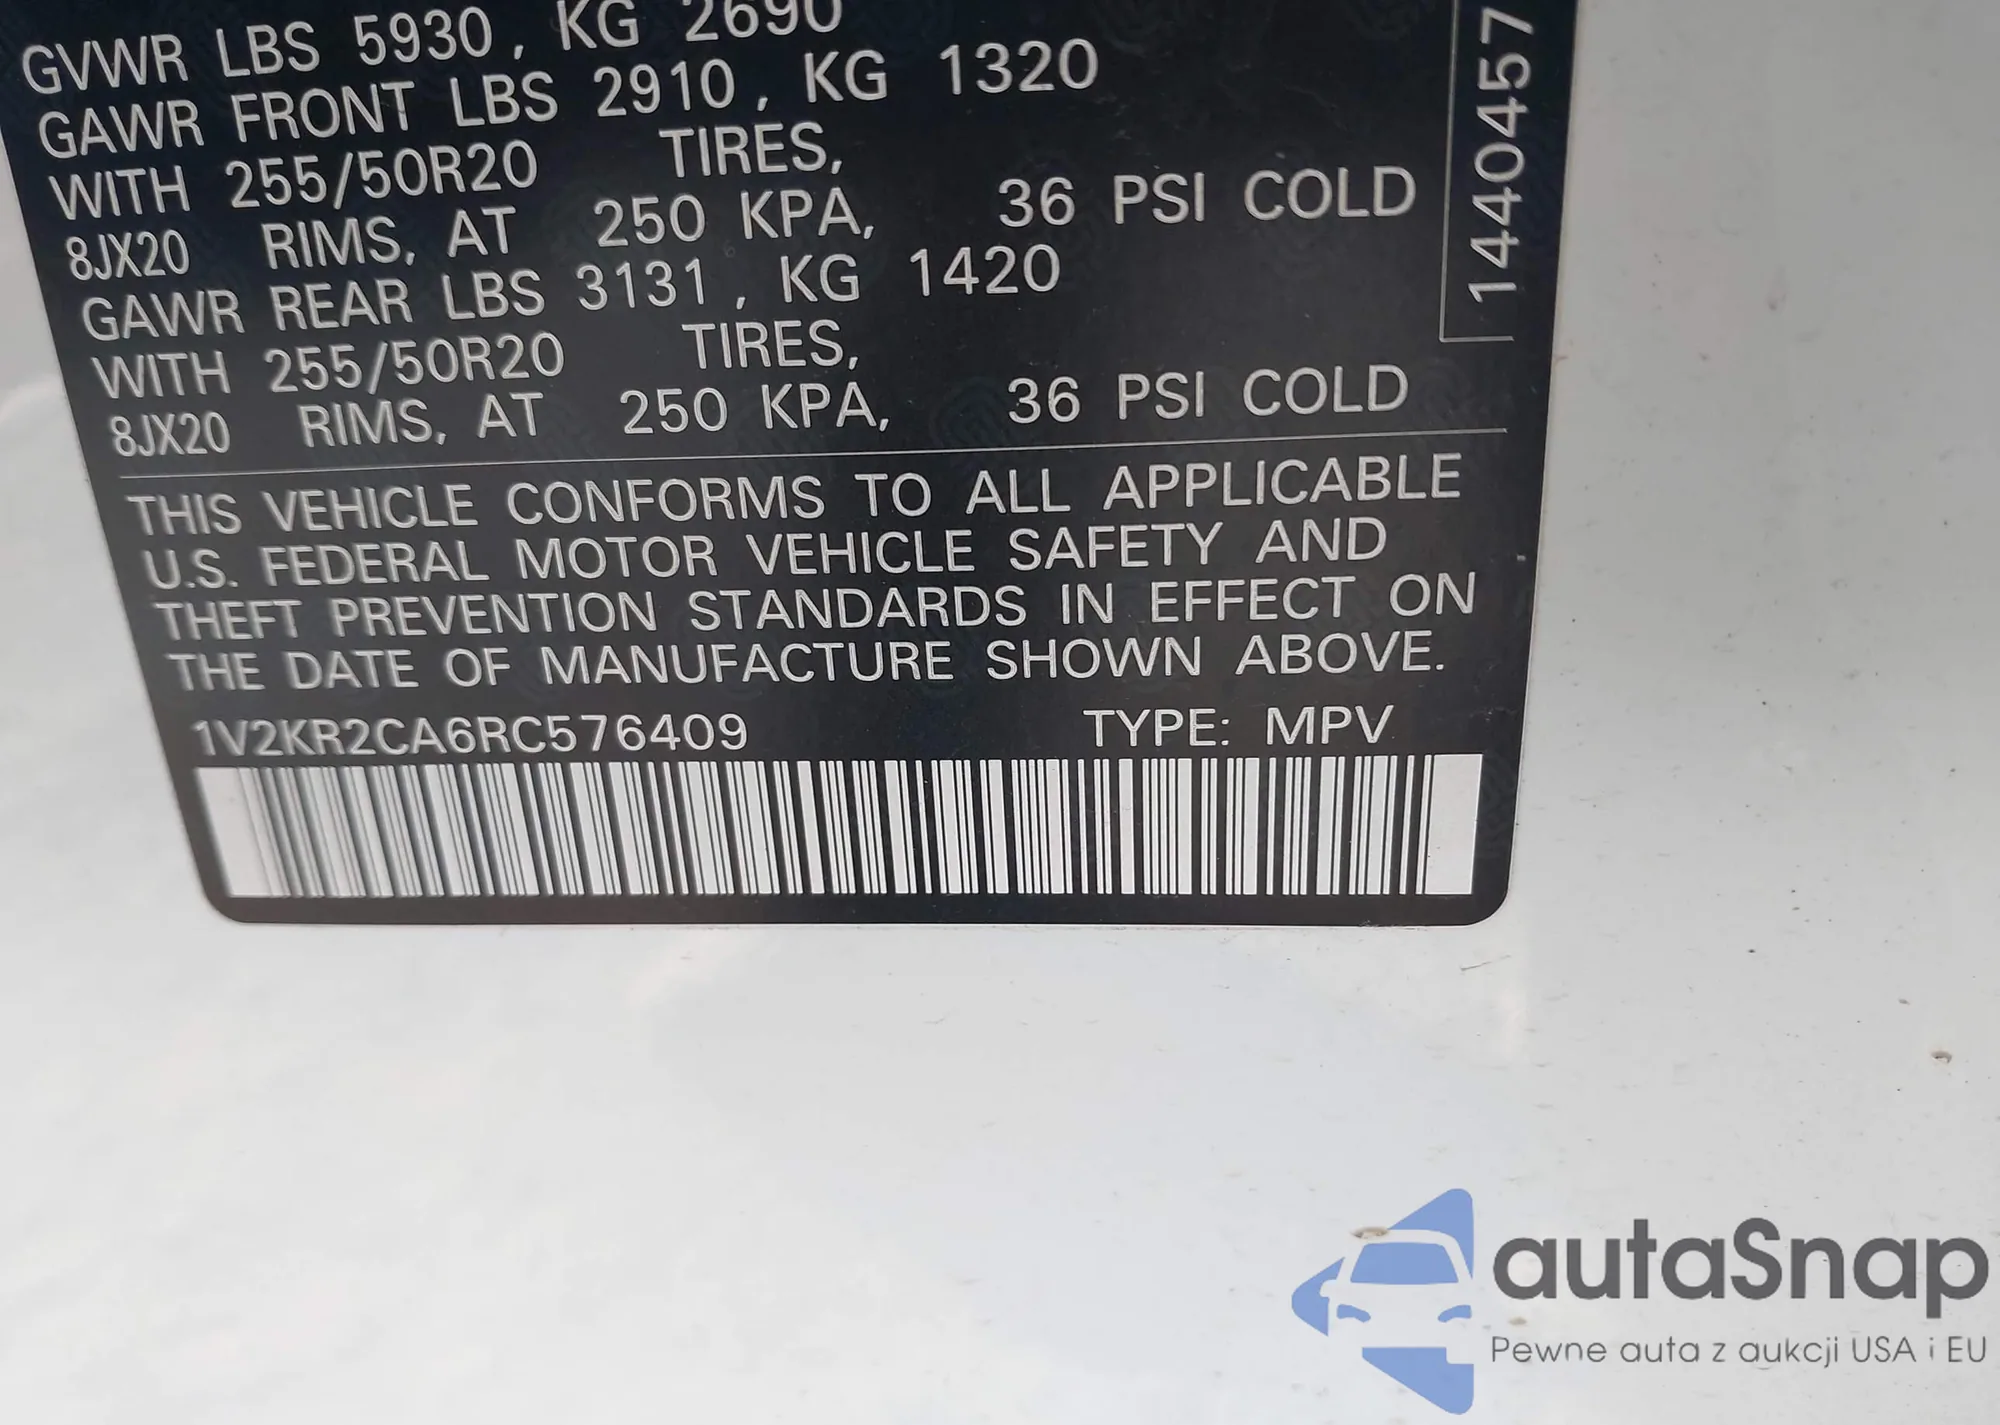 GVWR LBS 5930, KG 2690
GAWR FRONT LBS 2910, KG 1320
WITH 255/50R20 TIRES,
8JX20 RIMS, AT 250 KPA, 36 PSI COLD
GAWR REAR LBS 3131, KG 1420
WITH 255/50R20 TIRES,
8JX20 RIMS, AT 250 KPA, 36 PSI COLD
1440457
THIS VEHICLE CONFORMS TO ALL APPLICABLE
U.S. FEDERAL MOTOR VEHICLE SAFETY AND
THEFT PREVENTION STANDARDS IN EFFECT ON
THE DATE OF MANUFACTURE SHOWN ABOVE.
1V2KR2CA6RC576409 TYPE: MPV
autaSnap
Pewne auta z aukcji USA i EU